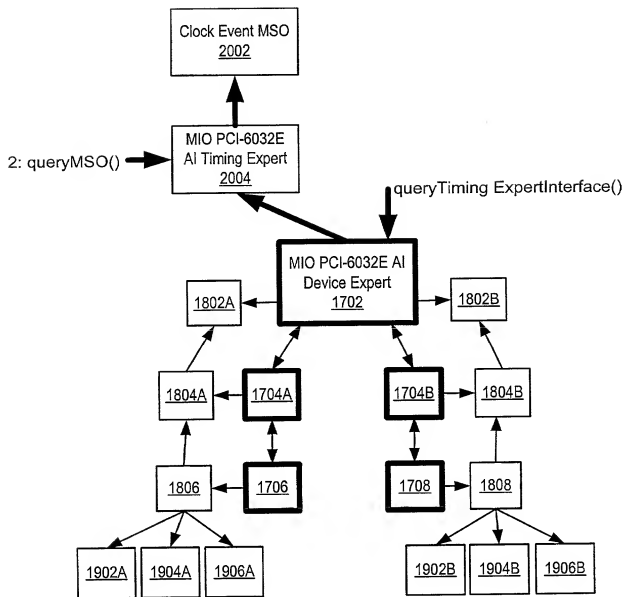 Clock Event MSO
2002
MIO PCI-6032E
AI Timing Expert
2004
2: queryMSO()
queryTiming ExpertInterface()
MIO PCI-6032E AI
Device Expert
1702
1802A
1802B
1804A
1704A
1704B
1804B
1806
1706
1708
1808
1902A
1904A
1906A
1902B
1904B
1906B